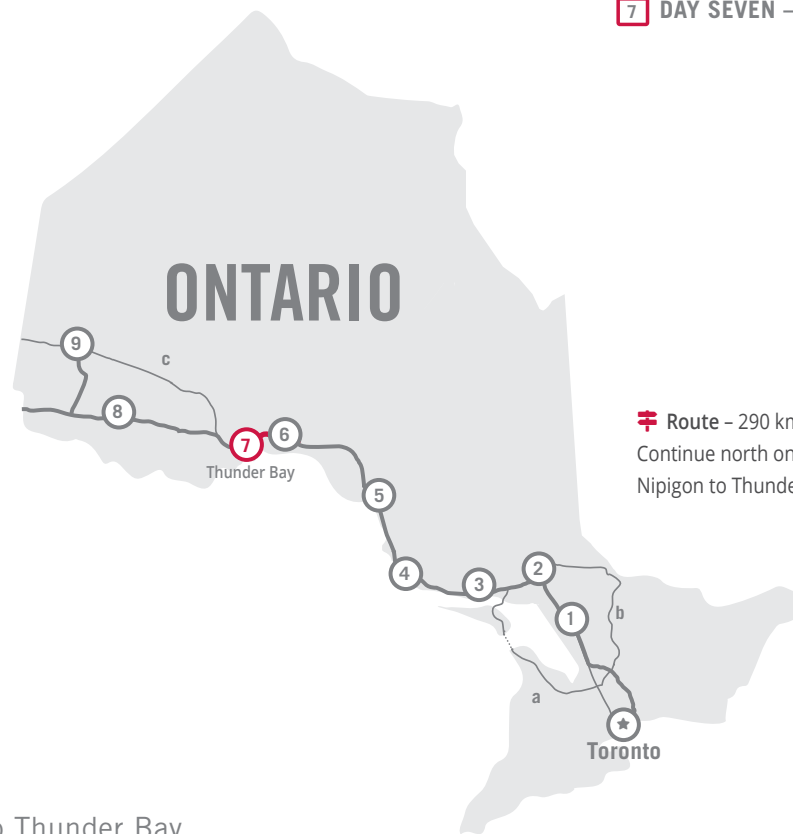 7 DAY SEVEN –
ONTARIO
9
c
8
7
6
Thunder Bay
5
Route – 290 km
Continue north on
Nipigon to Thunde
4
3
2
1
b
a
Toronto
o Thunder Bay